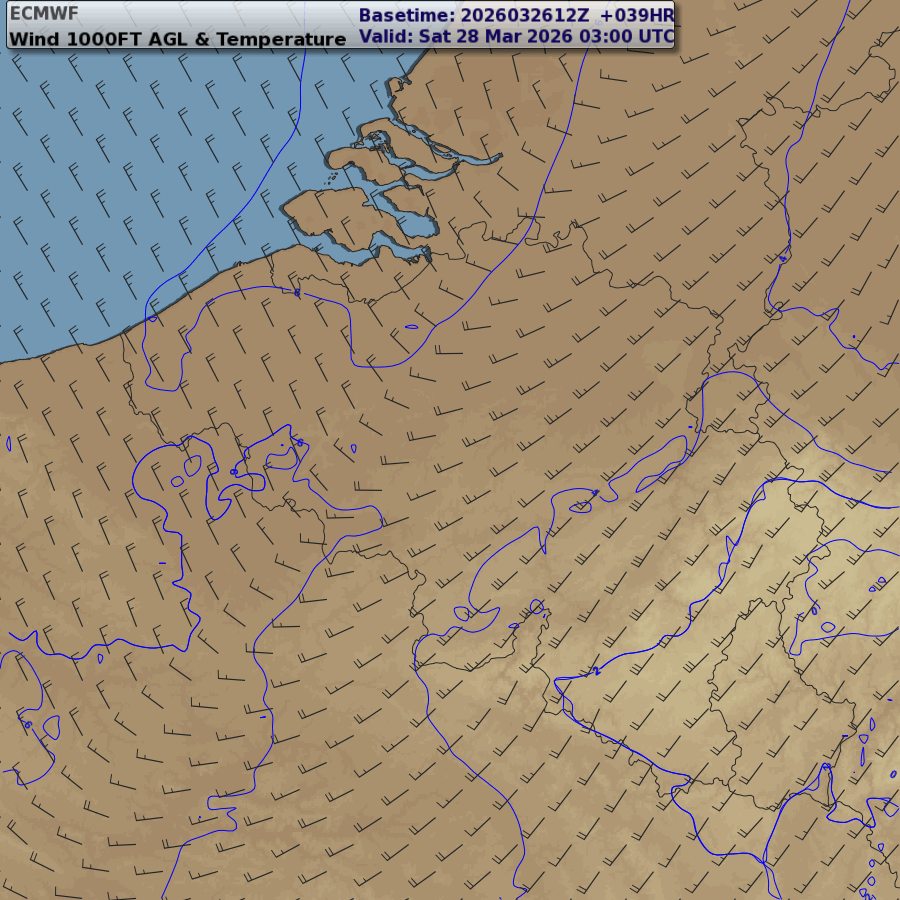 ECMWF
Basetime: 2026032612Z +039HR
Wind 1000FT AGL & Temperature
Valid: Sat 28 Mar 2026 03:00 UTC